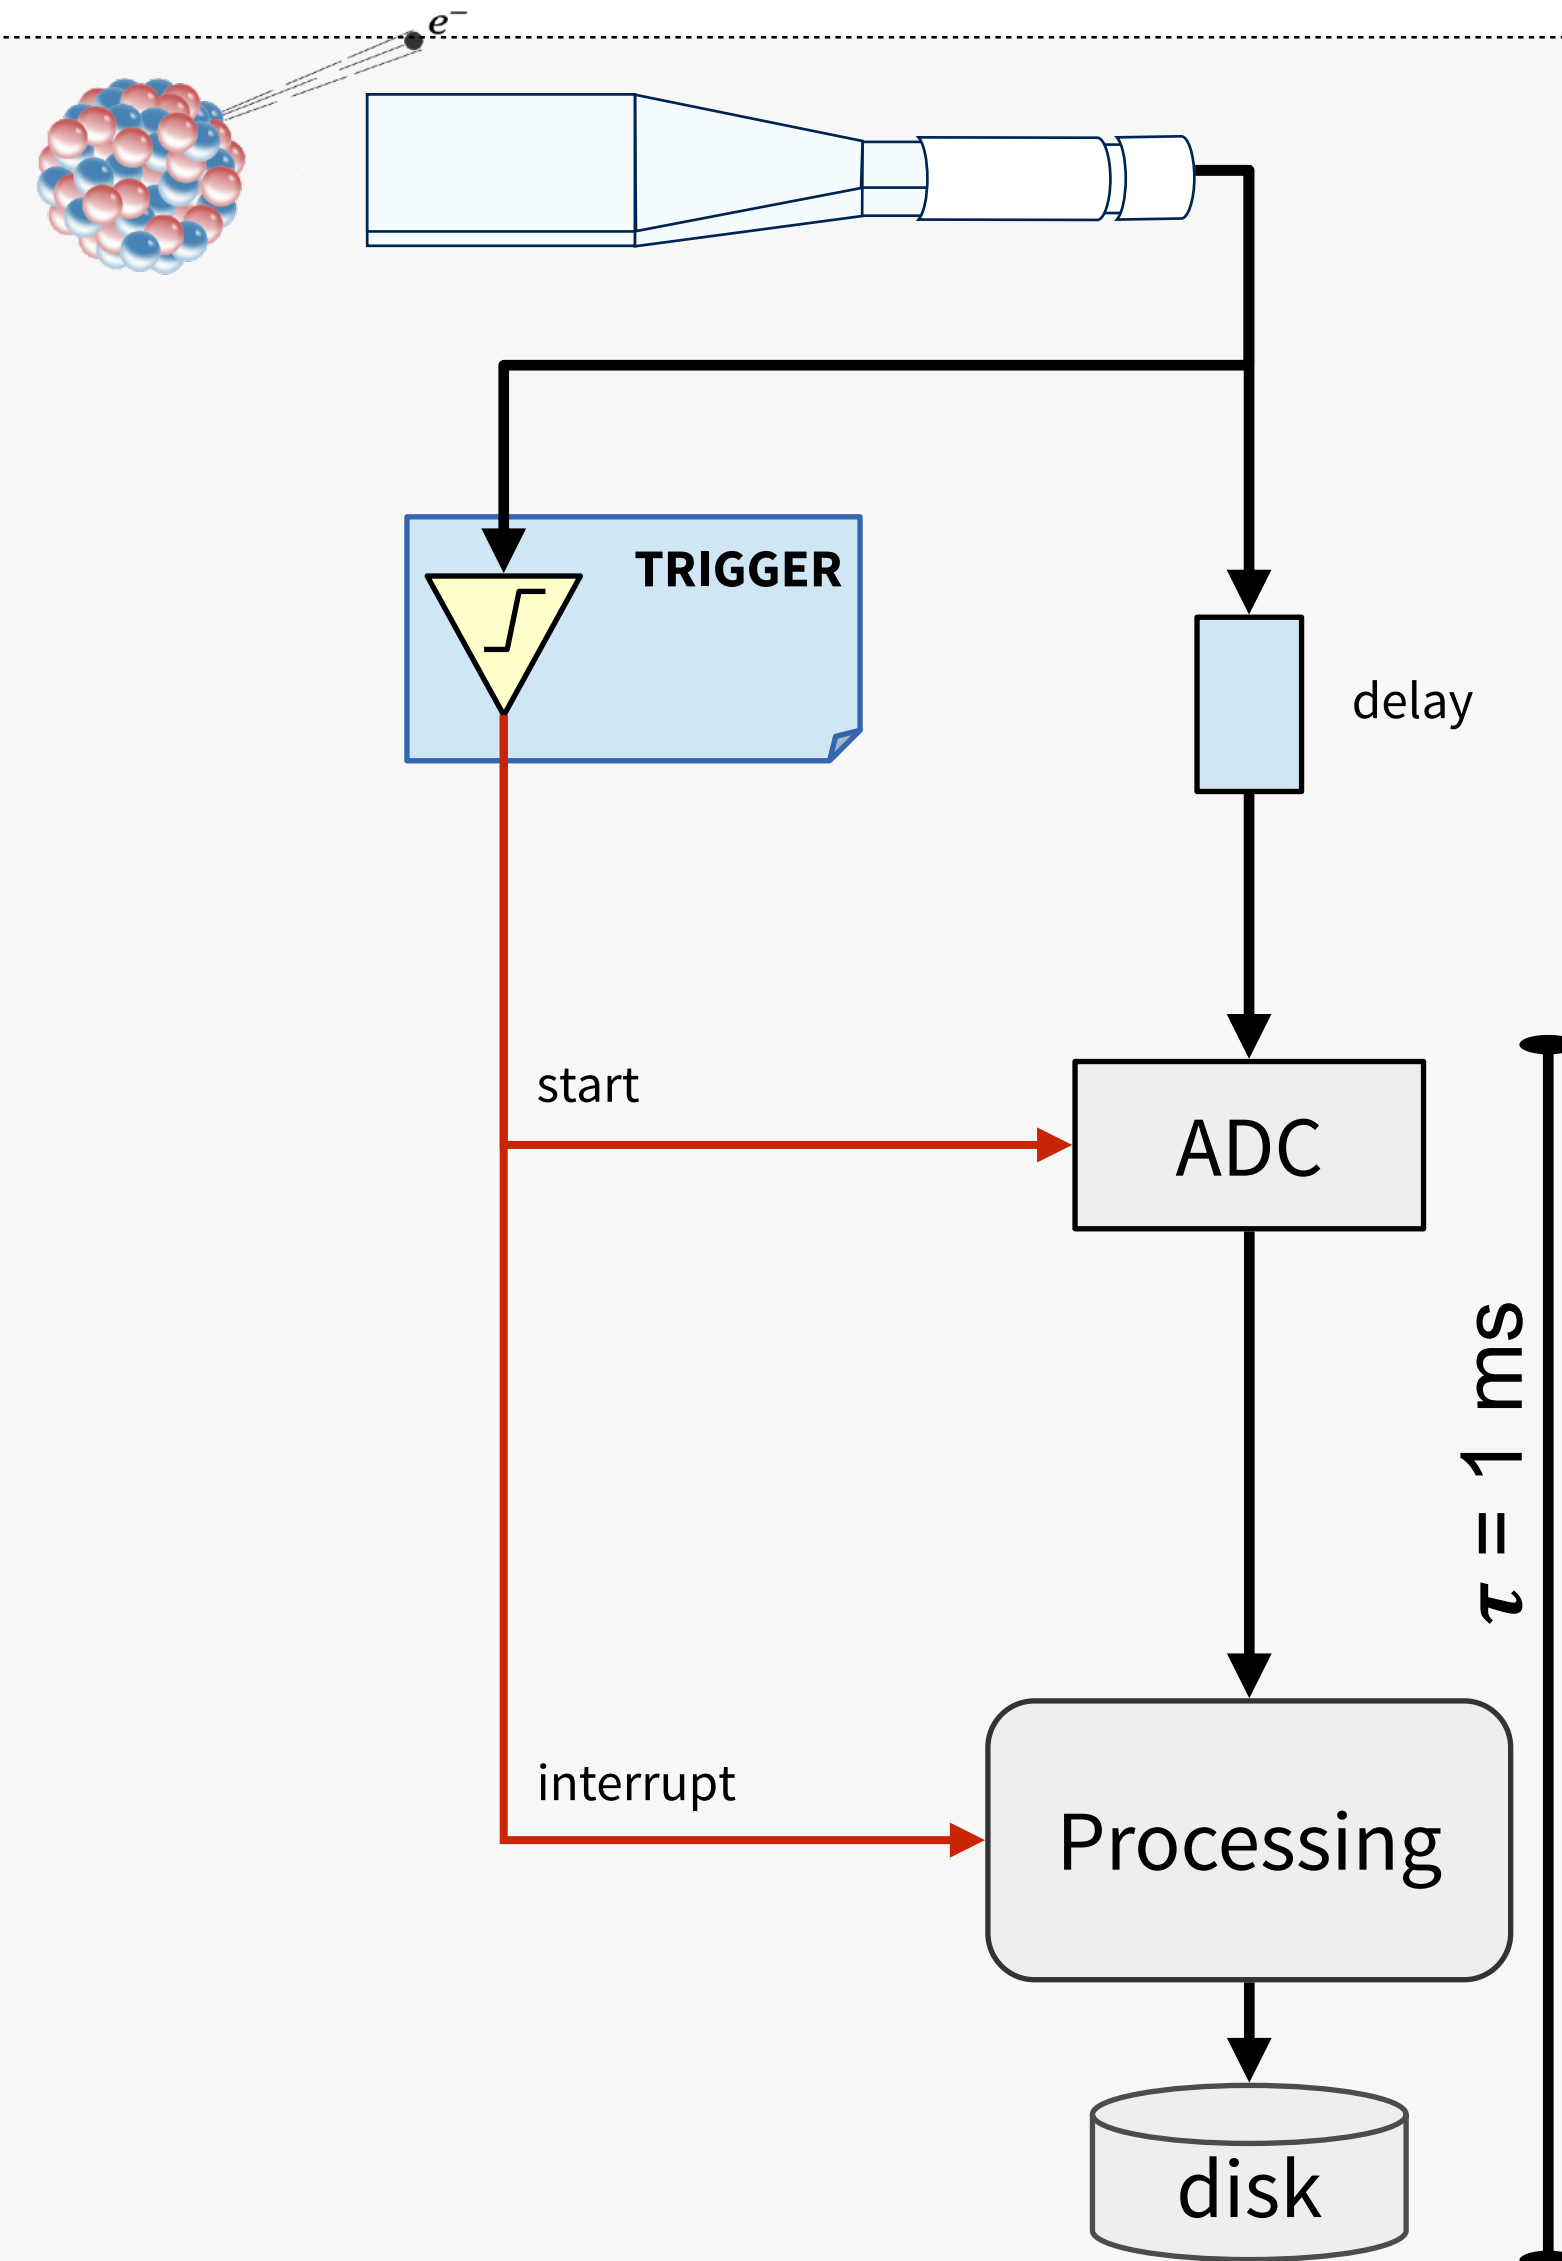 e⁻
TRIGGER
delay
start
ADC
τ = 1 ms
interrupt
Processing
disk